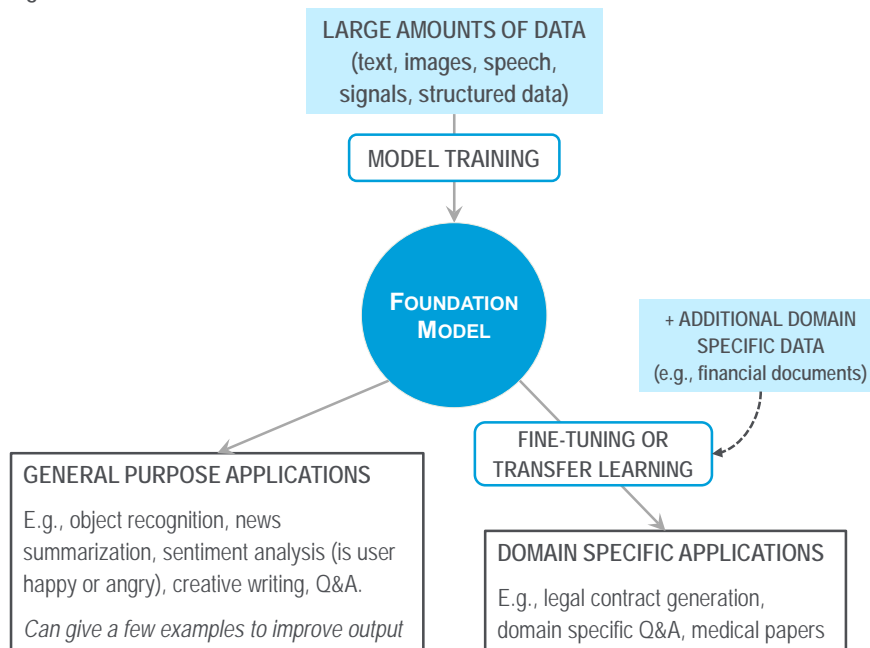 LARGE AMOUNTS OF DATA
(text, images, speech,
signals, structured data)
MODEL TRAINING
FOUNDATION
MODEL
+ ADDITIONAL DOMAIN
SPECIFIC DATA
(e.g., financial documents)
FINE-TUNING OR
TRANSFER LEARNING
GENERAL PURPOSE APPLICATIONS
E.g., object recognition, news
summarization, sentiment analysis (is user
happy or angry), creative writing, Q&A.
Can give a few examples to improve output
DOMAIN SPECIFIC APPLICATIONS
E.g., legal contract generation,
domain specific Q&A, medical papers